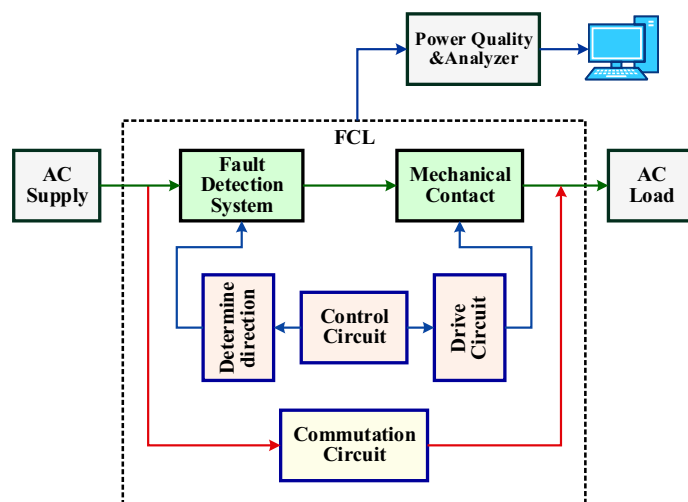 Power Quality
&Analyzer
FCL
AC
Supply
Fault
Detection
System
Mechanical
Contact
AC
Load
Determine
direction
Control
Circuit
Drive
Circuit
Commutation
Circuit